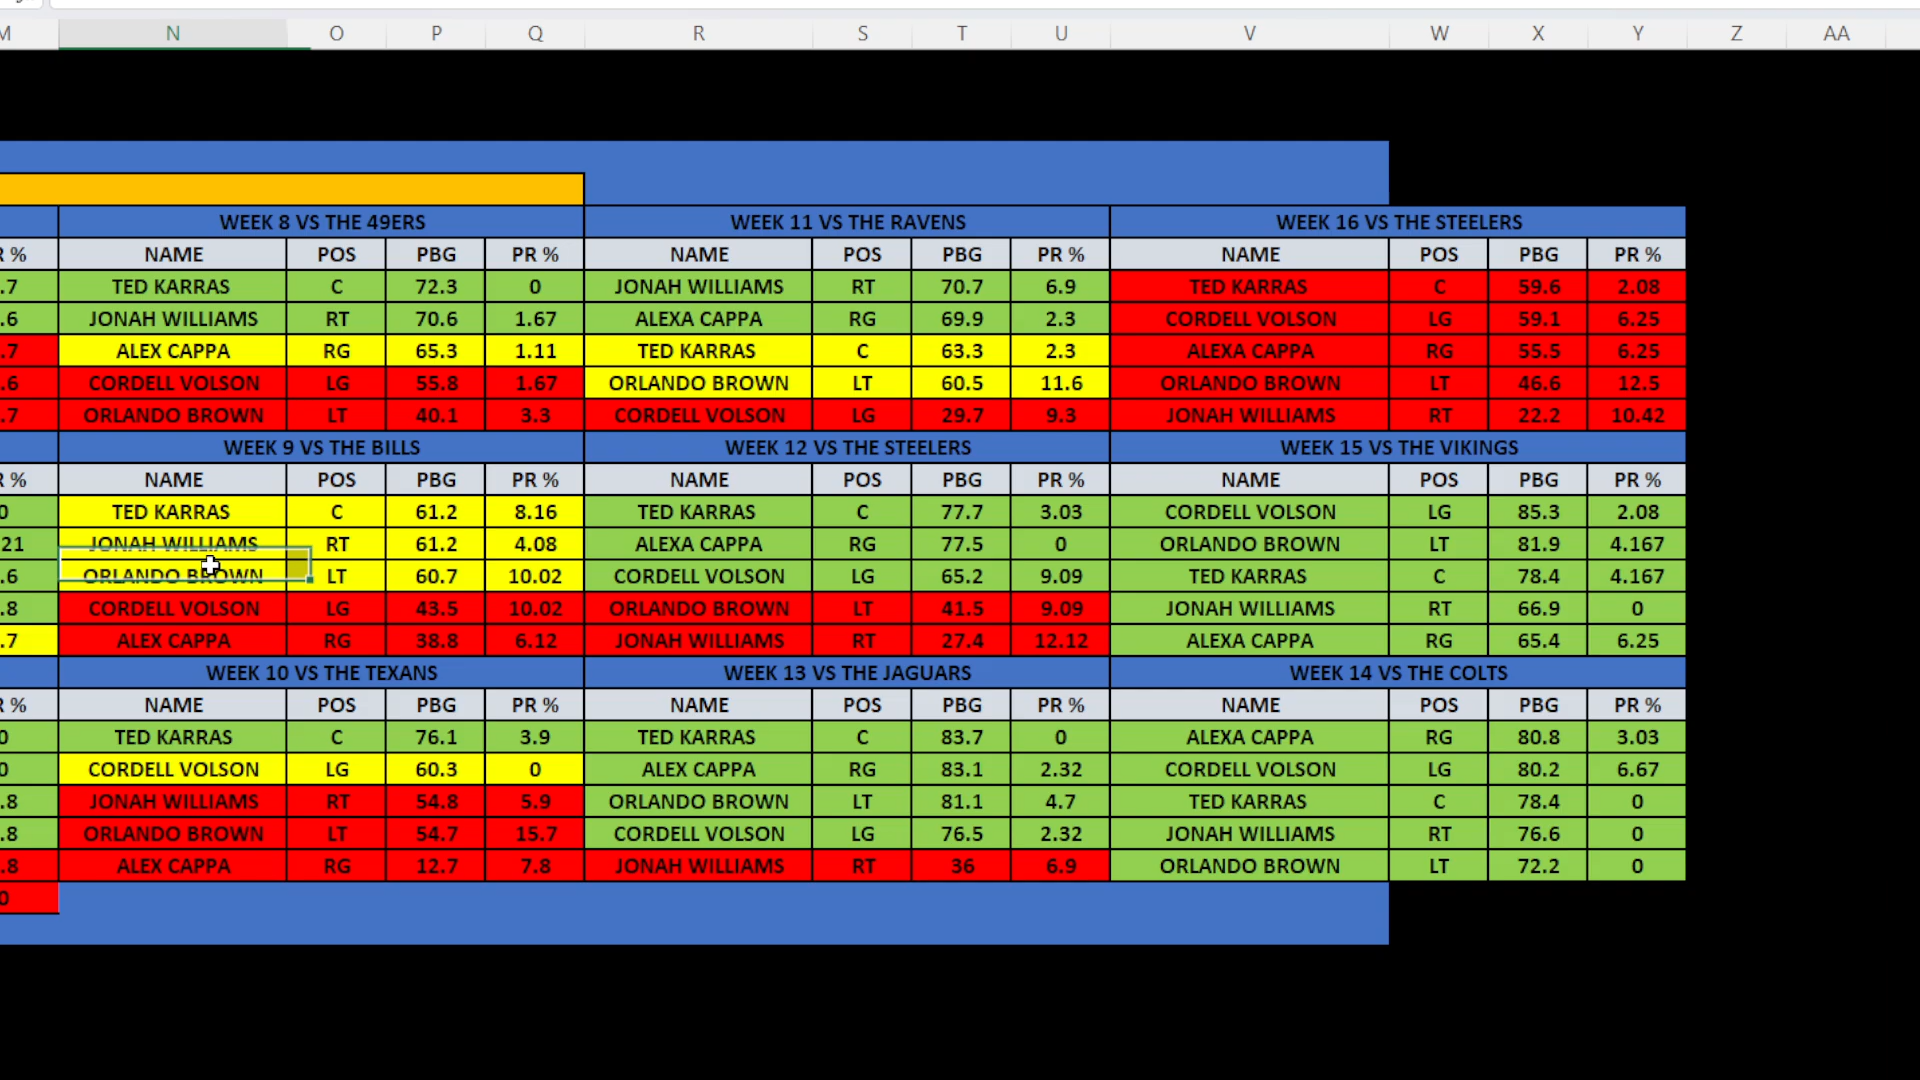 M N O P Q R S T U V W X Y Z AA
WEEK 8 VS THE 49ERS WEEK 11 VS THE RAVENS WEEK 16 VS THE STEELERS
R % NAME POS PBG PR % NAME POS PBG PR % NAME POS PBG PR %
.7 TED KARRAS C 72.3 0 JONAH WILLIAMS RT 70.7 6.9 TED KARRAS C 59.6 2.08
.6 JONAH WILLIAMS RT 70.6 1.67 ALEXA CAPPA RG 69.9 2.3 CORDELL VOLSON LG 59.1 6.25
.7 ALEX CAPPA RG 65.3 1.11 TED KARRAS C 63.3 2.3 ALEXA CAPPA RG 55.5 6.25
.6 CORDELL VOLSON LG 55.8 1.67 ORLANDO BROWN LT 60.5 11.6 ORLANDO BROWN LT 46.6 12.5
.7 ORLANDO BROWN LT 40.1 3.3 CORDELL VOLSON LG 29.7 9.3 JONAH WILLIAMS RT 22.2 10.42
WEEK 9 VS THE BILLS WEEK 12 VS THE STEELERS WEEK 15 VS THE VIKINGS
R % NAME POS PBG PR % NAME POS PBG PR % NAME POS PBG PR %
0 TED KARRAS C 61.2 8.16 TED KARRAS C 77.7 3.03 CORDELL VOLSON LG 85.3 2.08
21 JONAH WILLIAMS RT 61.2 4.08 ALEXA CAPPA RG 77.5 0 ORLANDO BROWN LT 81.9 4.167
.6 ORLANDO BROWN LT 60.7 10.02 CORDELL VOLSON LG 65.2 9.09 TED KARRAS C 78.4 4.167
.8 CORDELL VOLSON LG 43.5 10.02 ORLANDO BROWN LT 41.5 9.09 JONAH WILLIAMS RT 66.9 0
.7 ALEX CAPPA RG 38.8 6.12 JONAH WILLIAMS RT 27.4 12.12 ALEXA CAPPA RG 65.4 6.25
WEEK 10 VS THE TEXANS WEEK 13 VS THE JAGUARS WEEK 14 VS THE COLTS
R % NAME POS PBG PR % NAME POS PBG PR % NAME POS PBG PR %
0 TED KARRAS C 76.1 3.9 TED KARRAS C 83.7 0 ALEXA CAPPA RG 80.8 3.03
0 CORDELL VOLSON LG 60.3 0 ALEX CAPPA RG 83.1 2.32 CORDELL VOLSON LG 80.2 6.67
.8 JONAH WILLIAMS RT 54.8 5.9 ORLANDO BROWN LT 81.1 4.7 TED KARRAS C 78.4 0
.8 ORLANDO BROWN LT 54.7 15.7 CORDELL VOLSON LG 76.5 2.32 JONAH WILLIAMS RT 76.6 0
.8 ALEX CAPPA RG 12.7 7.8 JONAH WILLIAMS RT 36 6.9 ORLANDO BROWN LT 72.2 0
0